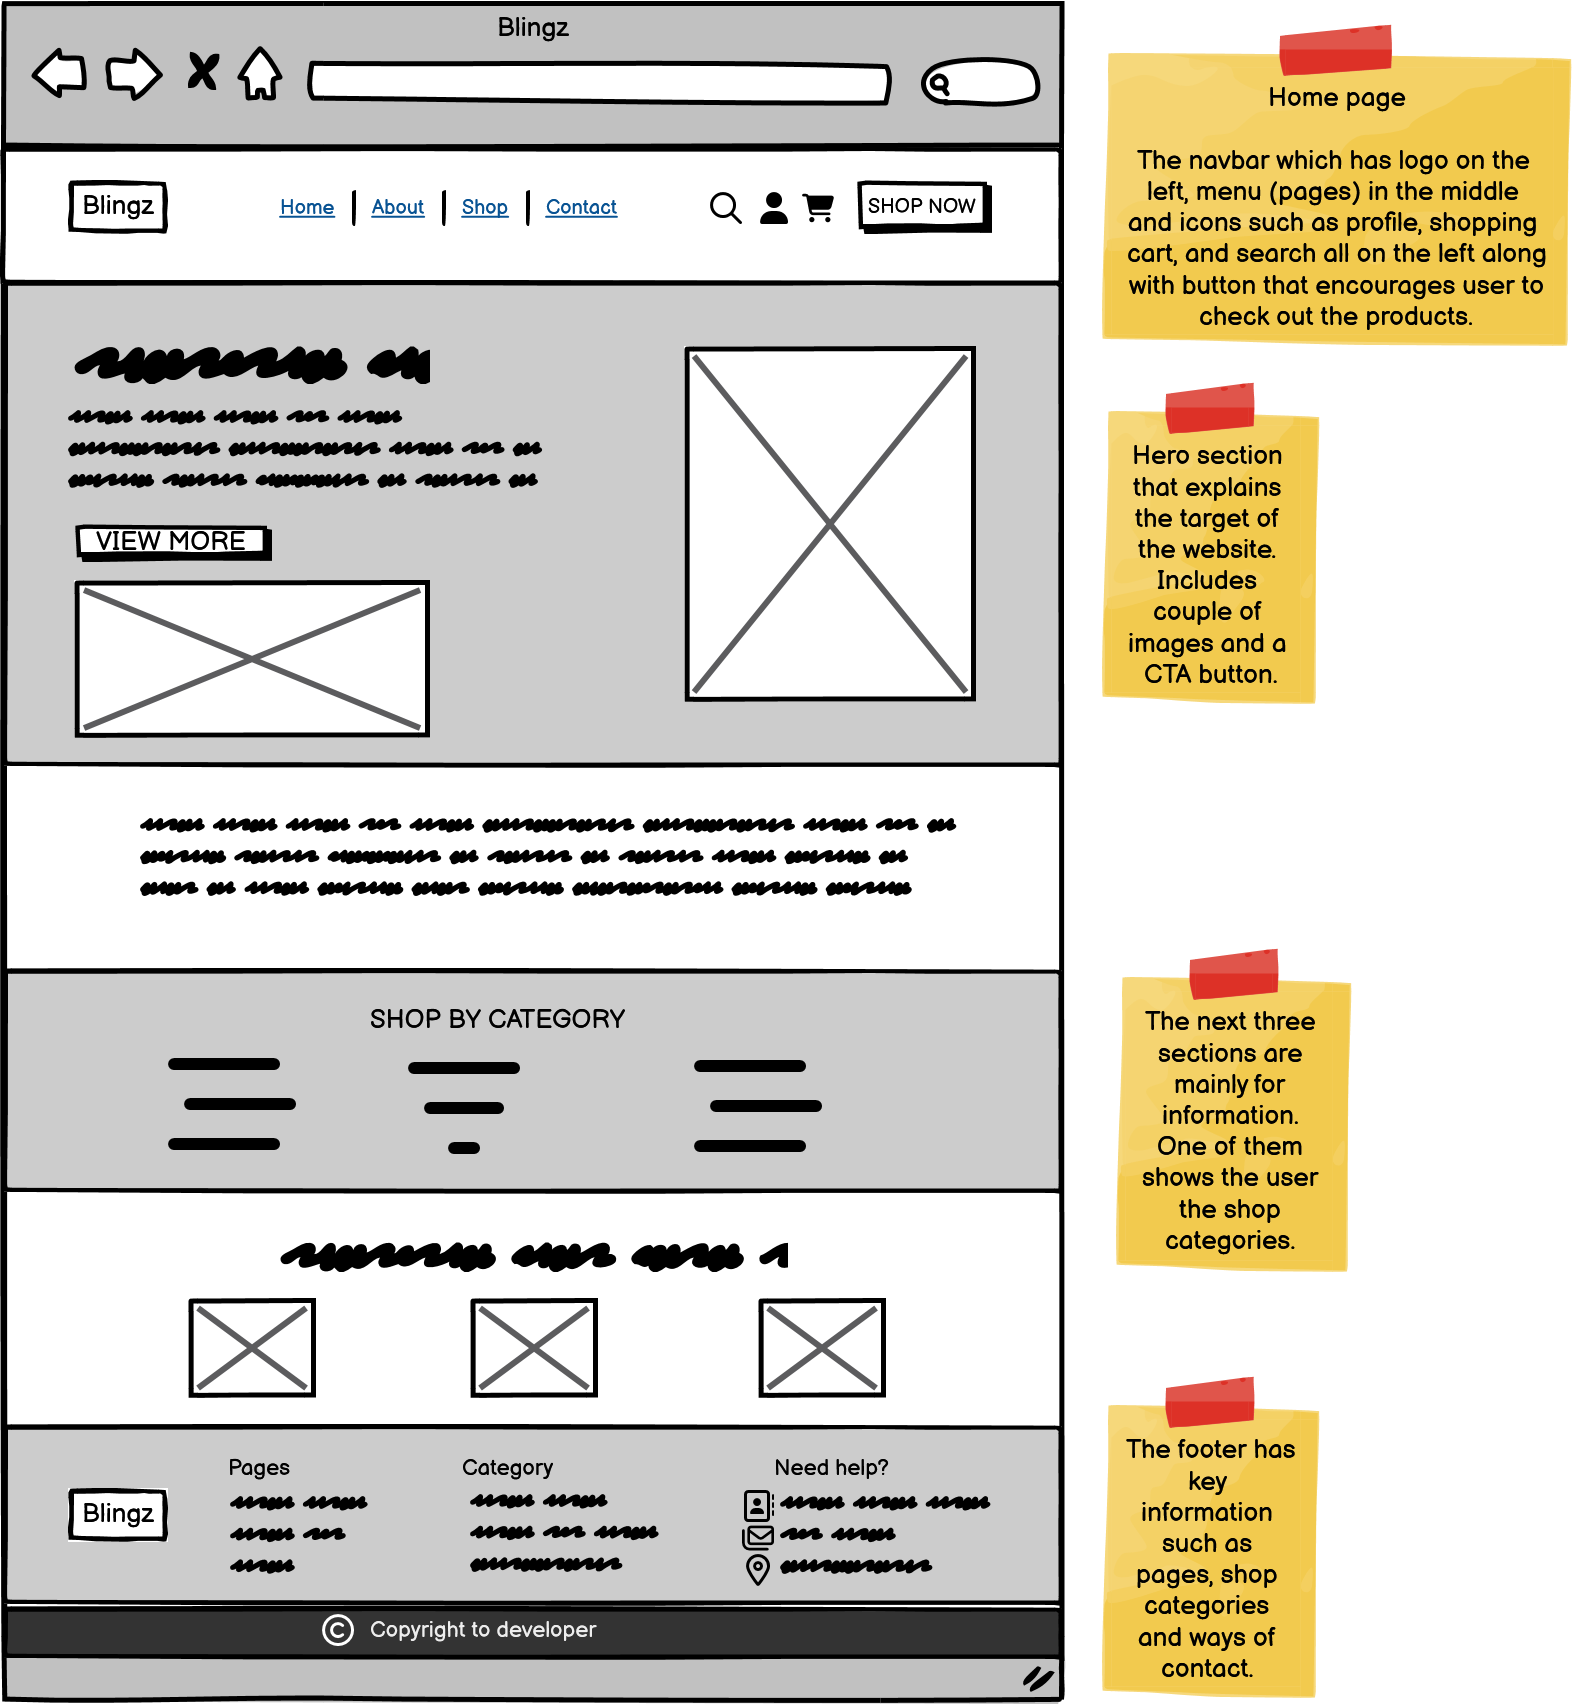 Blingz
Blingz
Home
About
Shop
Contact
SHOP NOW
VIEW MORE
SHOP BY CATEGORY
Pages
Category
Need help?
Blingz
Copyright to developer
Home page
The navbar which has logo on the
left, menu (pages) in the middle
and icons such as profile, shopping
cart, and search all on the left along
with button that encourages user to
check out the products.
Hero section
that explains
the target of
the website.
Includes
couple of
images and a
CTA button.
The next three
sections are
mainly for
information.
One of them
shows the user
the shop
categories.
The footer has
key
information
such as
pages, shop
categories
and ways of
contact.